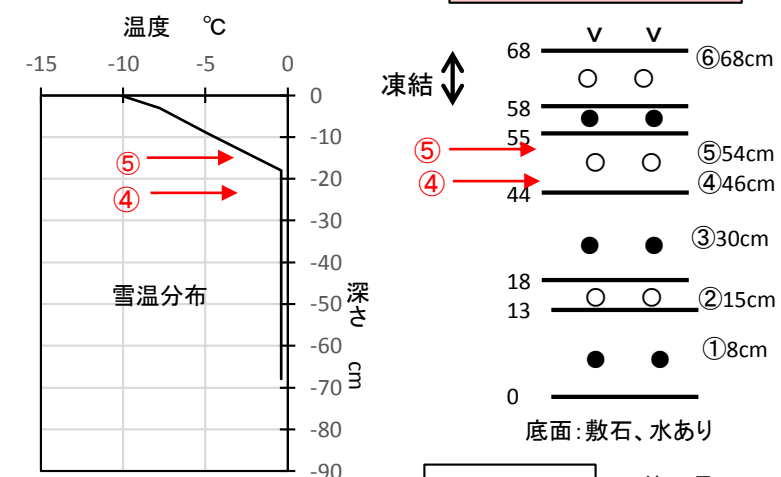 温度 ℃
-15 -10 -5 0
0
-10
-20
-30
-40
-50
-60
-70
-80
-90
⑤
④
雪温分布
深さ cm
凍結
68
58
55
44
18
13
0
⑤
④
v v
⑥68cm
⑤54cm
④46cm
③30cm
②15cm
①8cm
底面：敷石、水あり